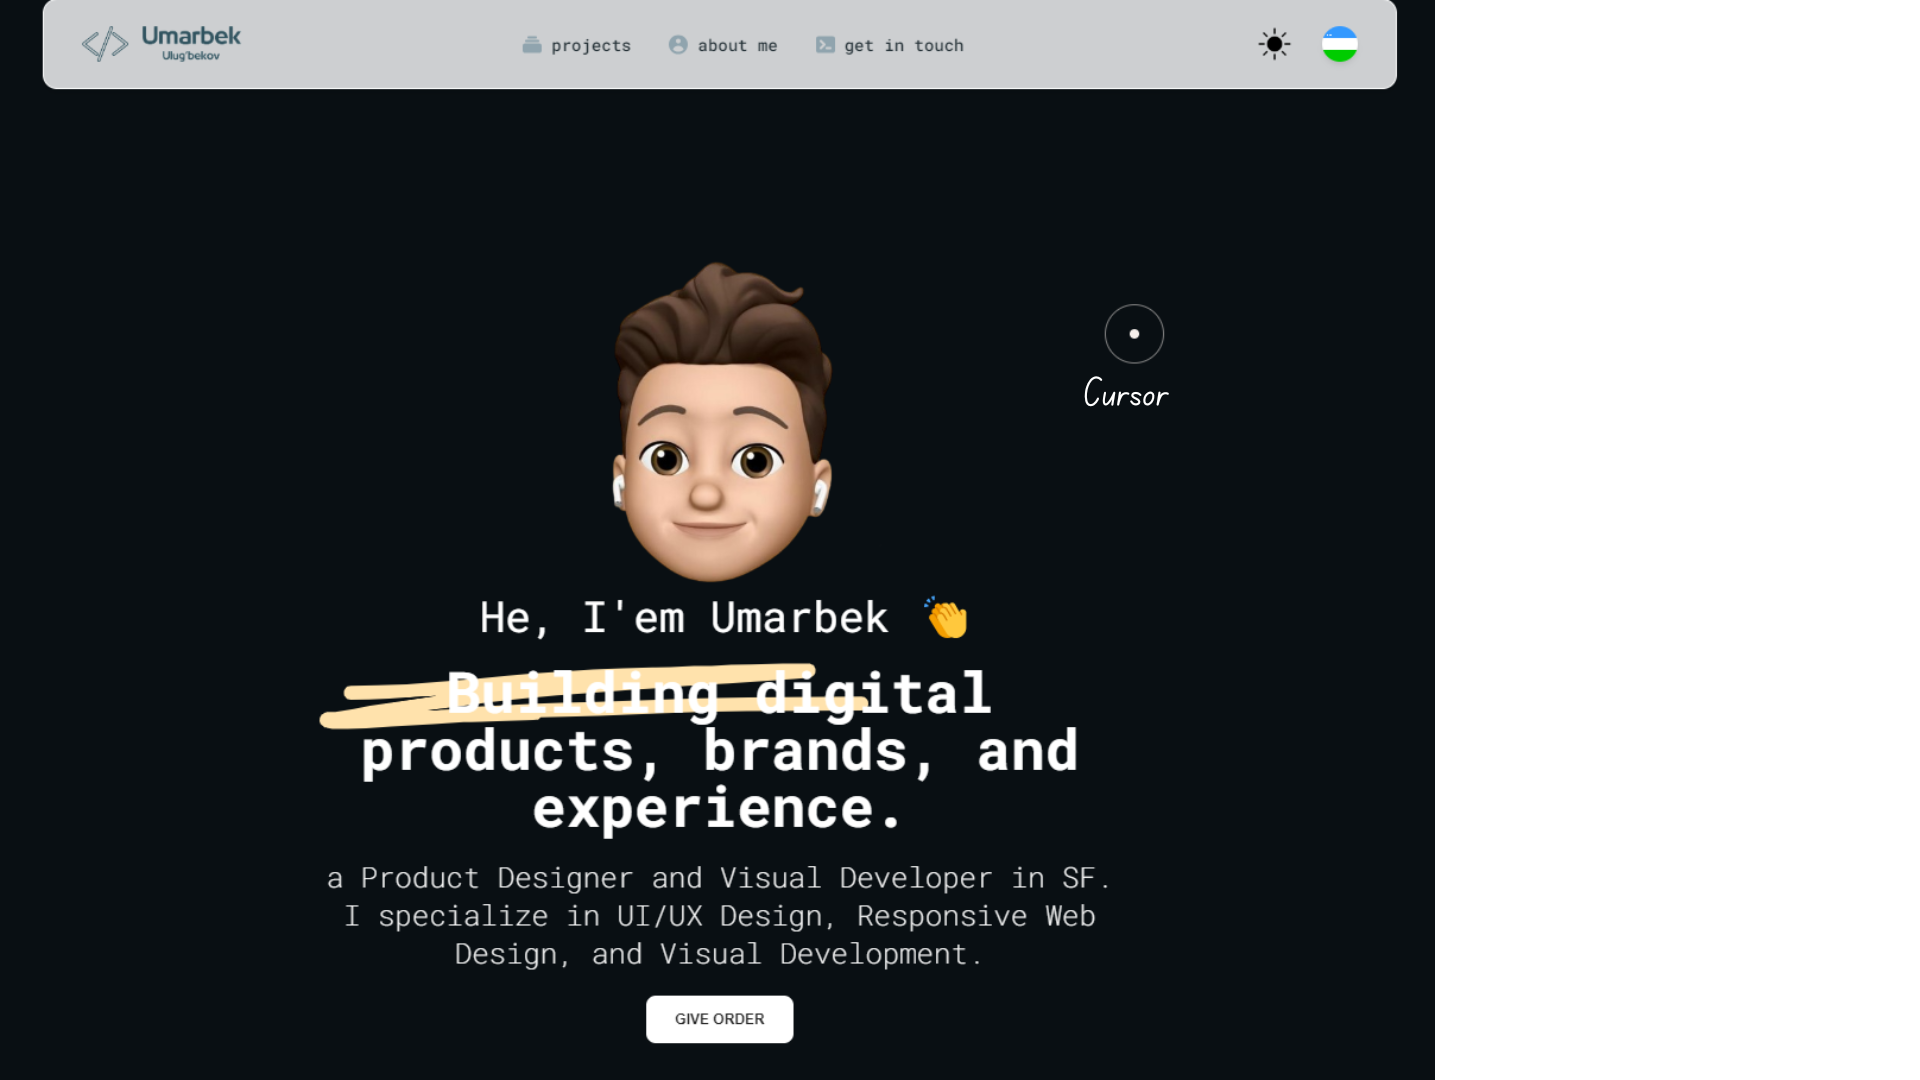 Umarbek
Ulug'bekov
projects
about me
get in touch
Cursor
He, I'em Umarbek 👏
Building digital
products, brands, and
experience.
a Product Designer and Visual Developer in SF.
I specialize in UI/UX Design, Responsive Web
Design, and Visual Development.
GIVE ORDER